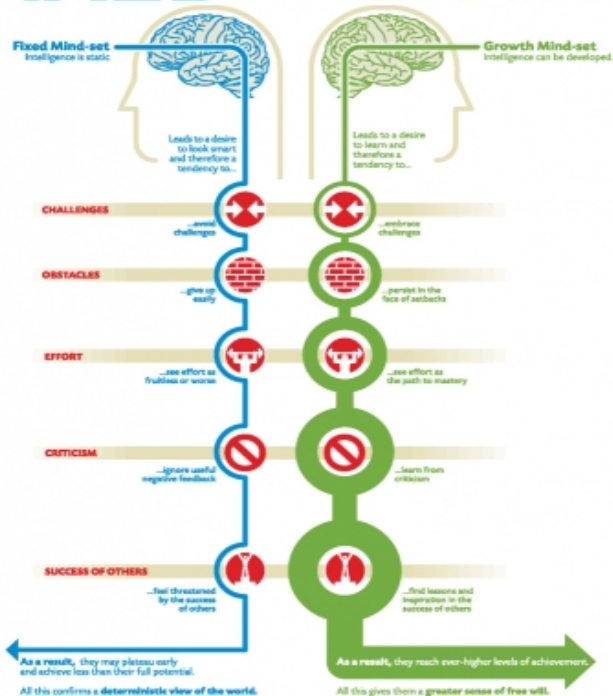 Fixed Mind-set
Intelligence is static
Growth Mind-set
Intelligence can be developed
Leads to a desire
to look smart
and therefore a
tendency to...
Leads to a desire
to learn and
therefore a
tendency to...
CHALLENGES
...avoid
challenges
...embrace
challenges
OBSTACLES
...give up
easily
...persist in the
face of setbacks
EFFORT
...see effort as
fruitless or worse
...see effort as
the path to mastery
CRITICISM
...ignore useful
negative feedback
...learn from
criticism
SUCCESS OF OTHERS
...feel threatened
by the success
of others
...find lessons and
inspiration in the
success of others
As a result, they may plateau early
and achieve less than their full potential.
All this confirms a deterministic view of the world.
As a result, they reach ever-higher levels of achievement.
All this gives them a greater sense of free will.